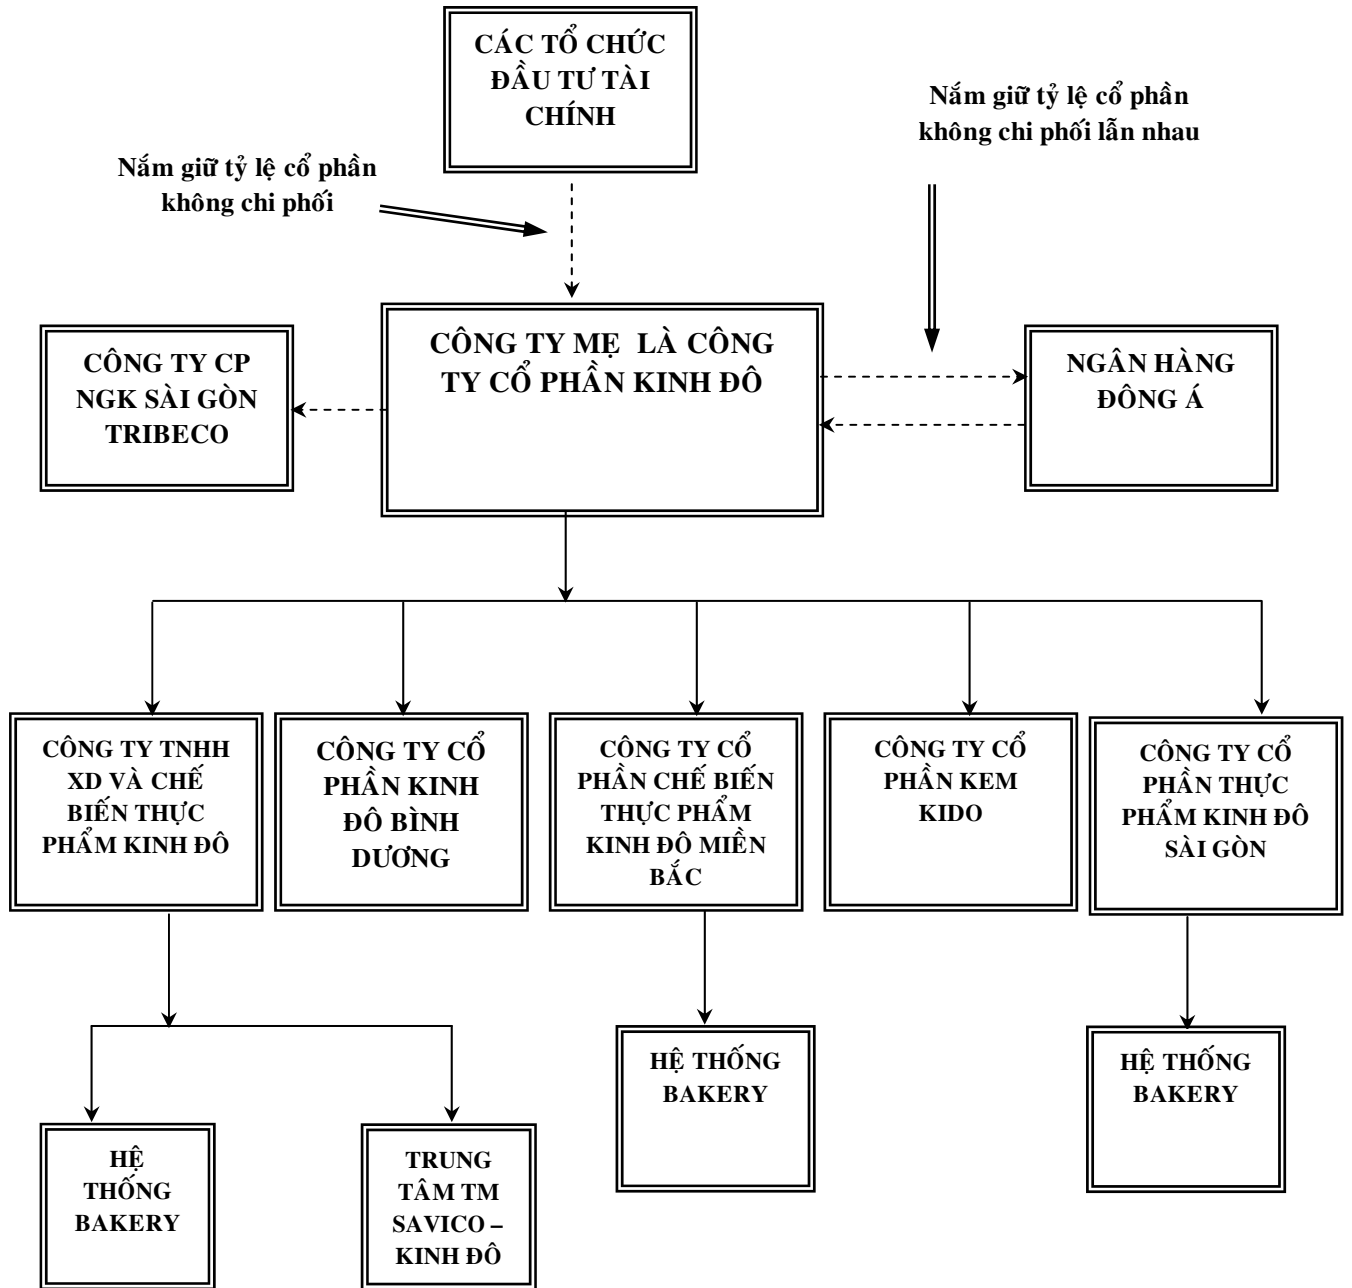 CÁC TỔ CHỨC
ĐẦU TƯ TÀI
CHÍNH
Nắm giữ tỷ lệ cổ phần
không chi phối lẫn nhau
Nắm giữ tỷ lệ cổ phần
không chi phối
CÔNG TY CP
NGK SÀI GÒN
TRIBECO
CÔNG TY MẸ LÀ CÔNG
TY CỔ PHẦN KINH ĐÔ
NGÂN HÀNG
ĐÔNG Á
CÔNG TY TNHH
XD VÀ CHẾ
BIẾN THỰC
PHẨM KINH ĐÔ
CÔNG TY CỔ
PHẦN KINH
ĐÔ BÌNH
DƯƠNG
CÔNG TY CỔ
PHẦN CHẾ BIẾN
THỰC PHẨM
KINH ĐÔ MIỀN
BẮC
CÔNG TY CỔ
PHẦN KEM
KIDO
CÔNG TY CỔ
PHẦN THỰC
PHẨM KINH ĐÔ
SÀI GÒN
HỆ
THỐNG
BAKERY
TRUNG
TÂM TM
SAVICO –
KINH ĐÔ
HỆ THỐNG
BAKERY
HỆ THỐNG
BAKERY